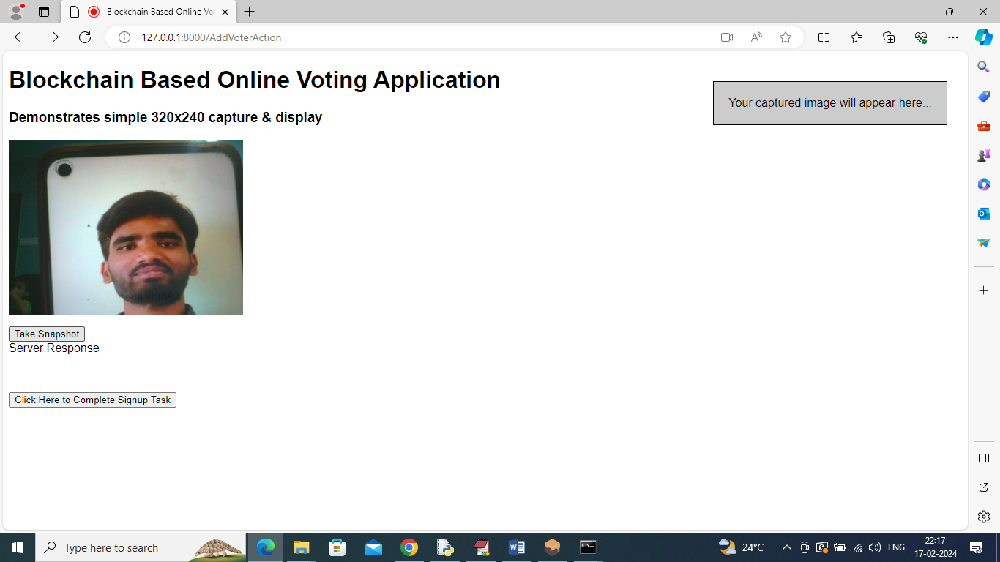 Blockchain Based Online Vo
127.0.0.1:8000/AddVoterAction
Blockchain Based Online Voting Application
Your captured image will appear here...
Demonstrates simple 320x240 capture & display
Take Snapshot
Server Response
Click Here to Complete Signup Task
Type here to search
24°C
ENG
22:17
17-02-2024